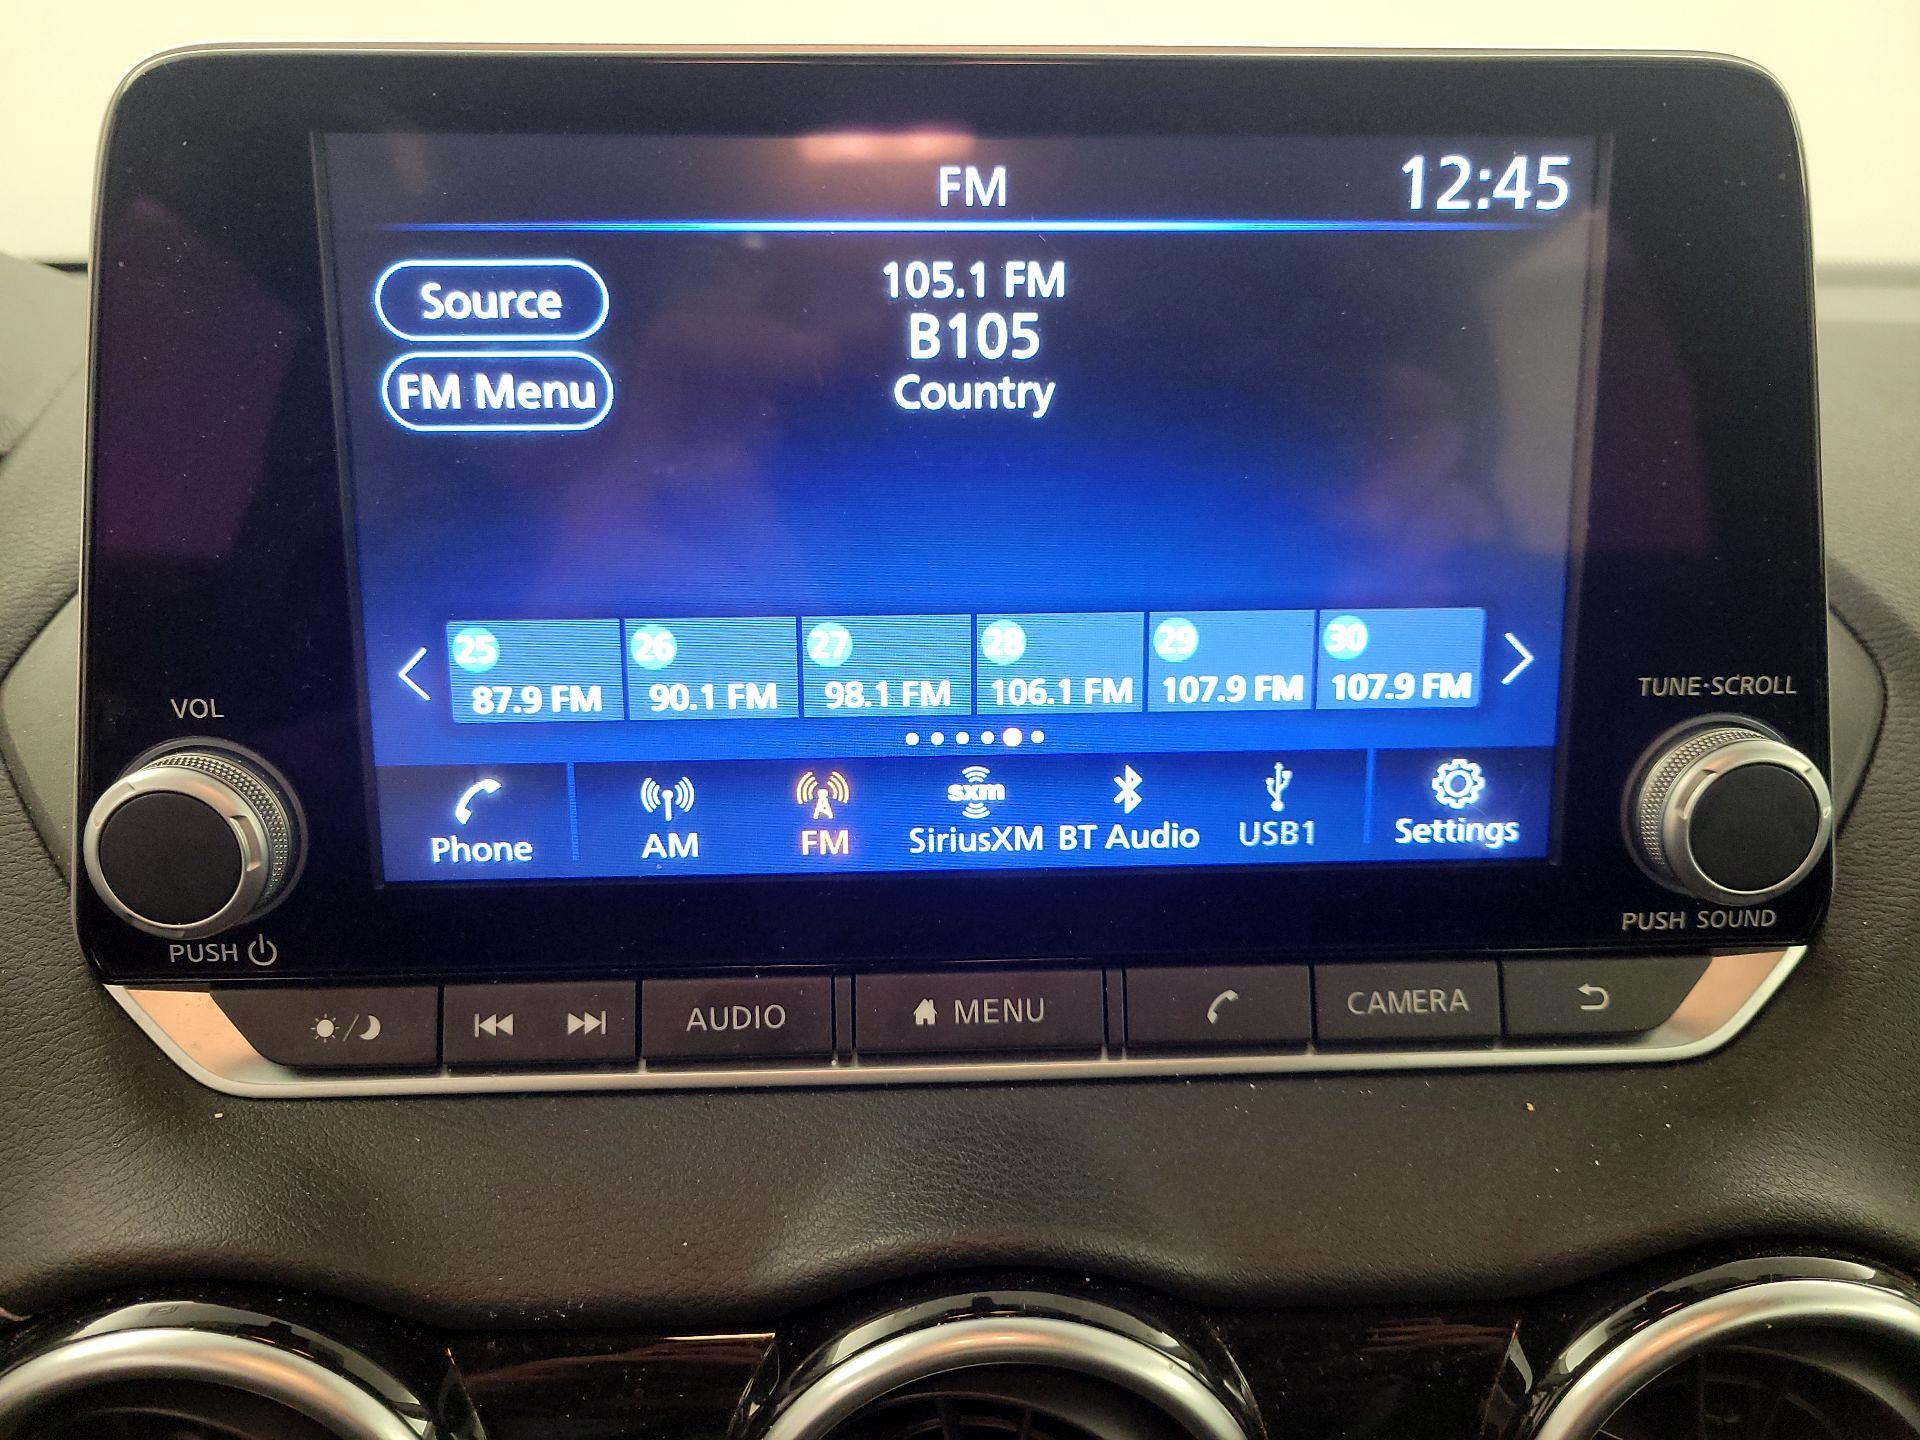 FM
12:45
Source
105.1 FM
B105
FM Menu
Country
25
26
27
28
29
30
87.9 FM
90.1 FM
98.1 FM
106.1 FM
107.9 FM
107.9 FM
VOL
TUNE·SCROLL
sxm
Phone
AM
FM
SiriusXM
BT Audio
USB1
Settings
PUSH
PUSH SOUND
AUDIO
MENU
CAMERA